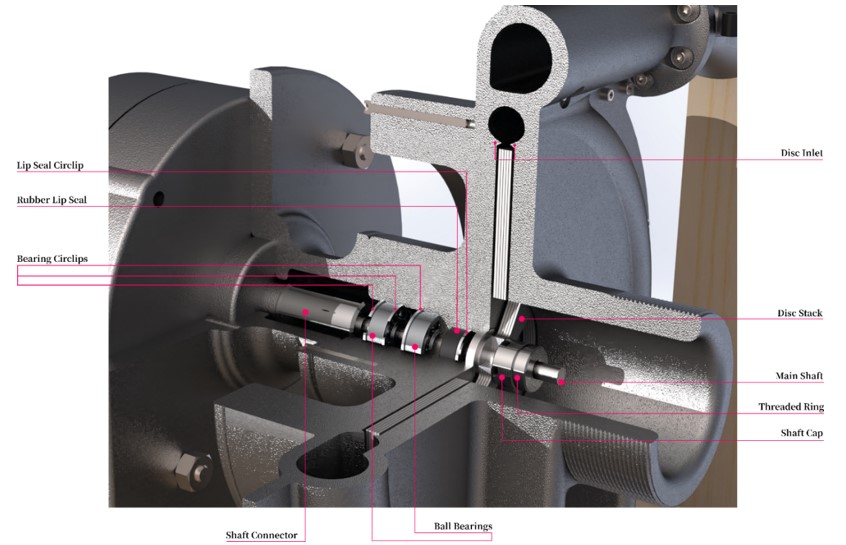 Disc Inlet
Lip Seal Circlip
Rubber Lip Seal
Bearing Circlips
Disc Stack
Main Shaft
Threaded Ring
Shaft Cap
Ball Bearings
Shaft Connector